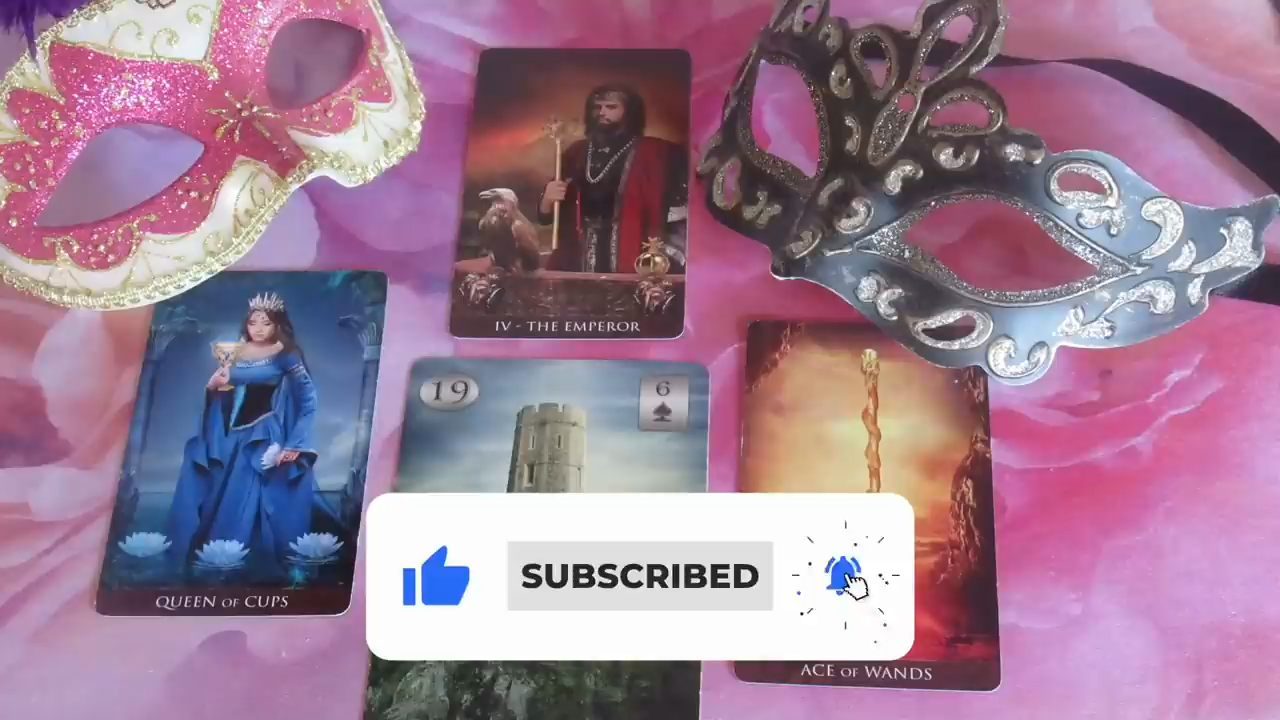 IV - THE EMPEROR
19
6
QUEEN OF CUPS
SUBSCRIBED
ACE OF WANDS